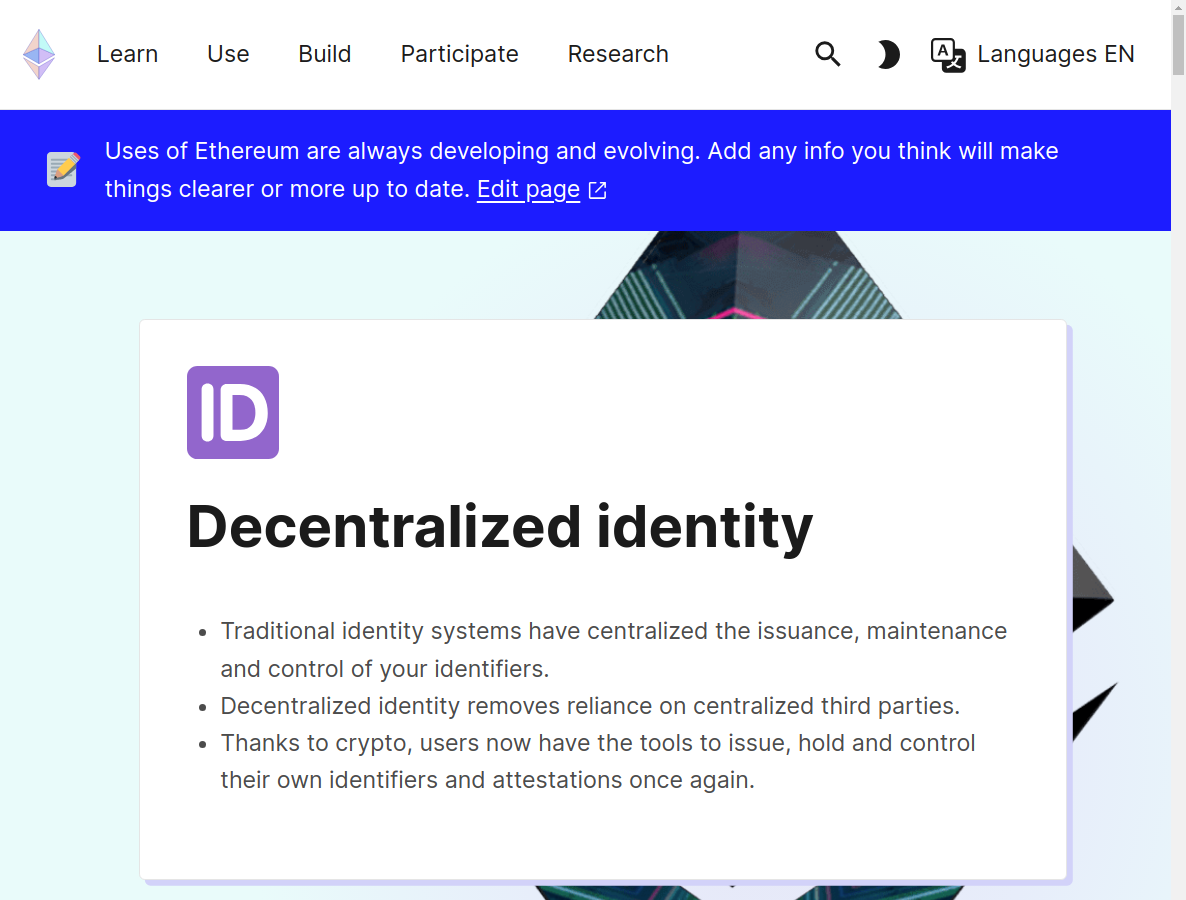 Learn Use Build Participate Research Languages EN
Uses of Ethereum are always developing and evolving. Add any info you think will make
things clearer or more up to date. Edit page
ID
Decentralized identity
• Traditional identity systems have centralized the issuance, maintenance
and control of your identifiers.
• Decentralized identity removes reliance on centralized third parties.
• Thanks to crypto, users now have the tools to issue, hold and control
their own identifiers and attestations once again.